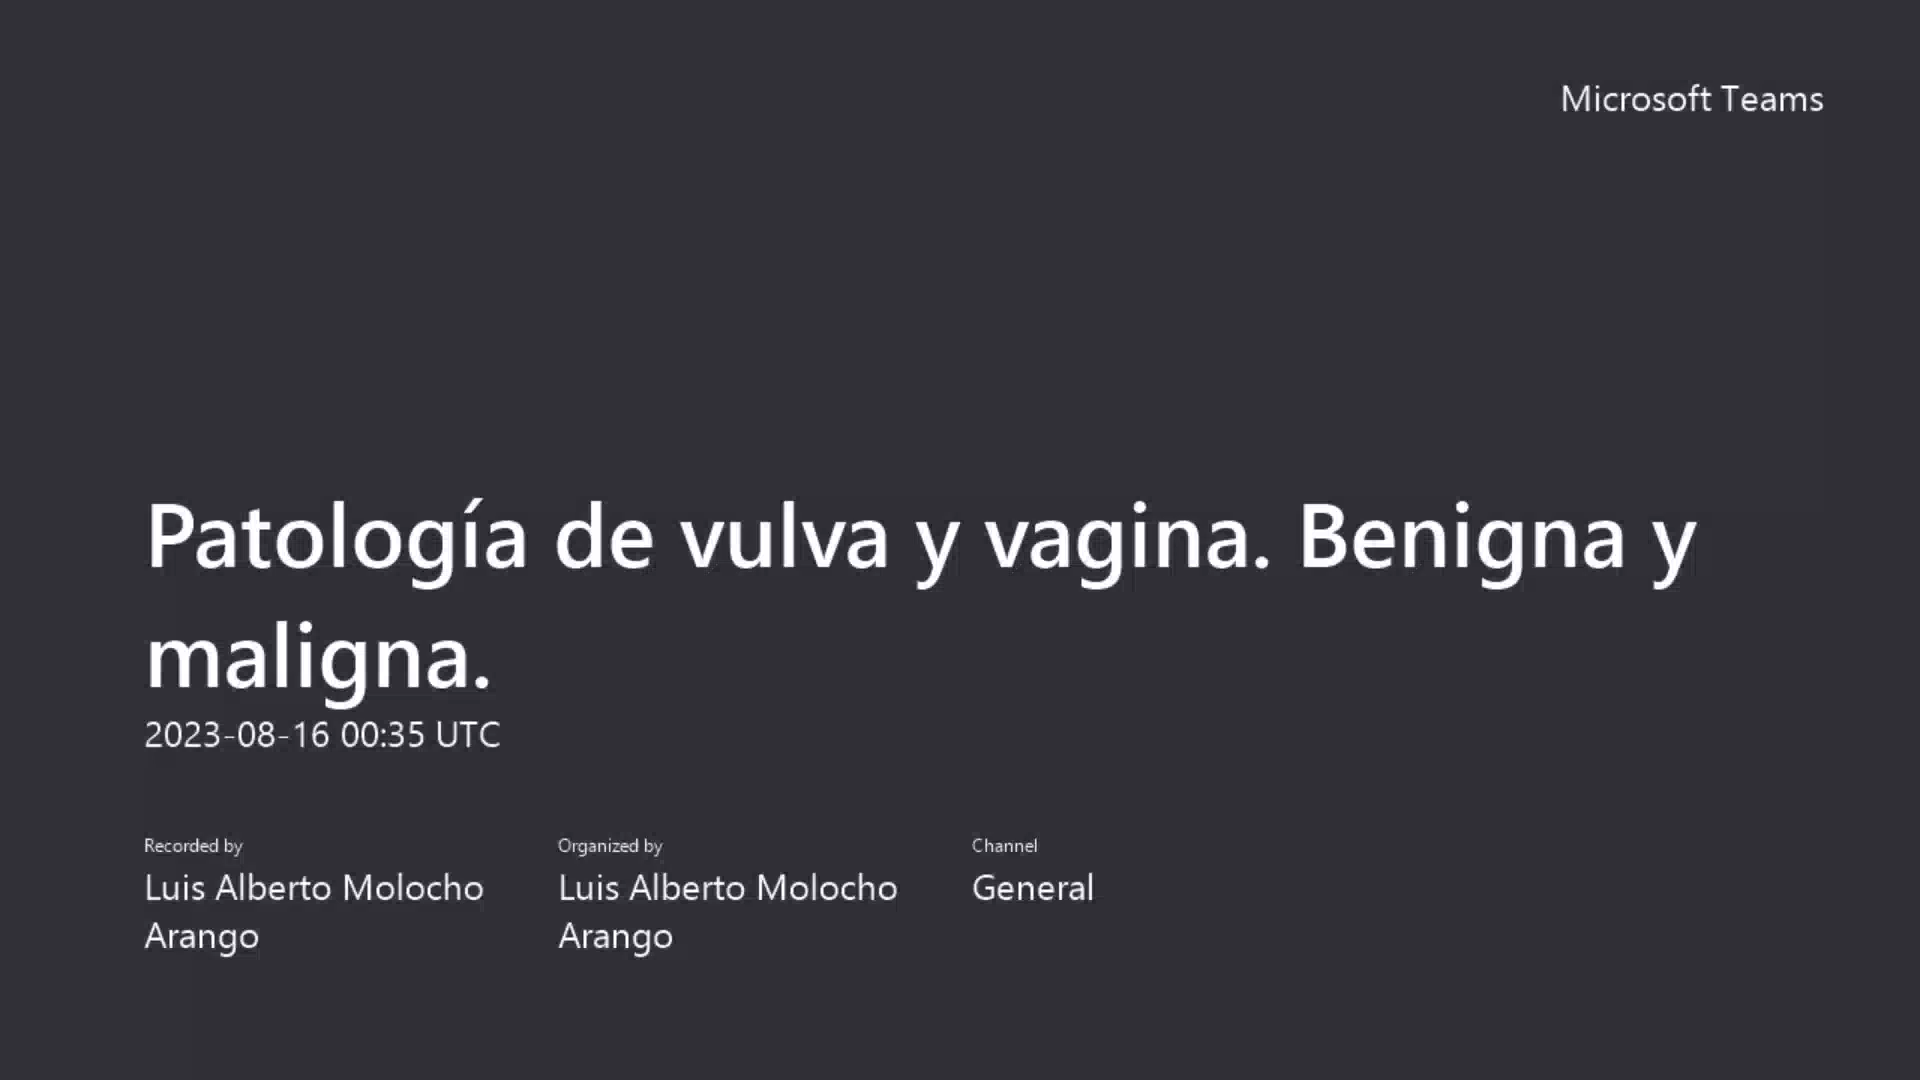 Microsoft Teams
Patología de vulva y vagina. Benigna y
maligna.
2023-08-16 00:35 UTC
Recorded by
Luis Alberto Molocho
Arango
Organized by
Luis Alberto Molocho
Arango
Channel
General